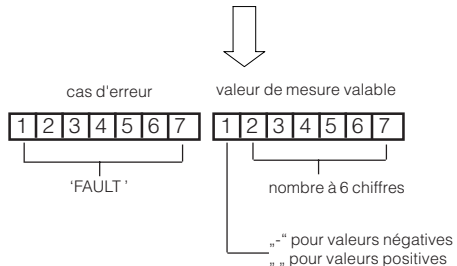 cas d'erreur
valeur de mesure valable
1 2 3 4 5 6 7
1 2 3 4 5 6 7
'FAULT '
nombre à 6 chiffres
„-“ pour valeurs négatives
„ „ pour valeurs positives